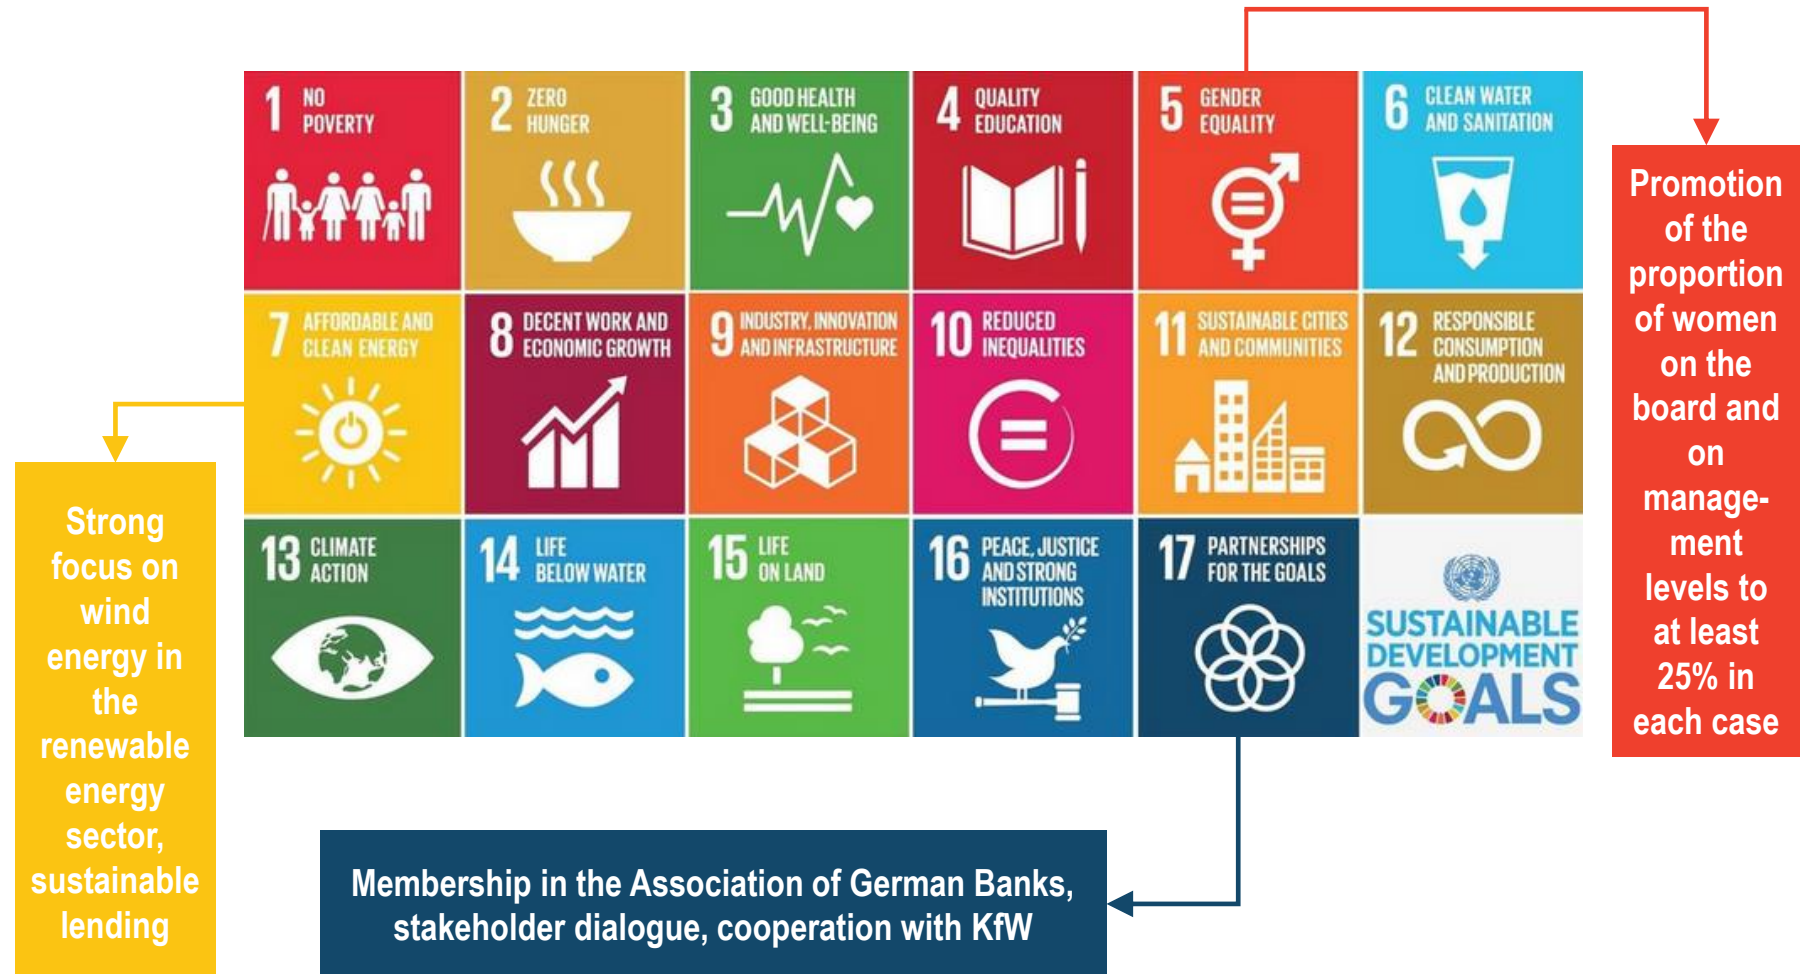 1 NO
POVERTY
2 ZERO
HUNGER
3 GOOD HEALTH
AND WELL-BEING
4 QUALITY
EDUCATION
5 GENDER
EQUALITY
6 CLEAN WATER
AND SANITATION
7 AFFORDABLE AND
CLEAN ENERGY
8 DECENT WORK AND
ECONOMIC GROWTH
9 INDUSTRY, INNOVATION
AND INFRASTRUCTURE
10 REDUCED
INEQUALITIES
11 SUSTAINABLE CITIES
AND COMMUNITIES
12 RESPONSIBLE
CONSUMPTION
AND PRODUCTION
13 CLIMATE
ACTION
14 LIFE
BELOW WATER
15 LIFE
ON LAND
16 PEACE, JUSTICE
AND STRONG
INSTITUTIONS
17 PARTNERSHIPS
FOR THE GOALS
SUSTAINABLE
DEVELOPMENT
GOALS
Promotion
of the
proportion
of women
on the
board and
on
manage-
ment
levels to
at least
25% in
each case
Strong
focus on
wind
energy in
the
renewable
energy
sector,
sustainable
lending
Membership in the Association of German Banks,
stakeholder dialogue, cooperation with KfW